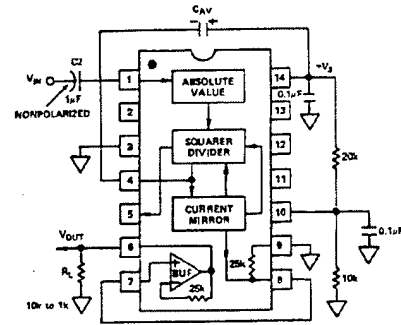 CAV
C2
VIN
1μF
NONPOLARIZED
1
2
3
4
5
6
7
ABSOLUTE
VALUE
SQUARER
DIVIDER
CURRENT
MIRROR
BUF
25k
25k
14
13
12
11
10
9
8
+VS
0.1μF
20k
0.1μF
10k
VOUT
RL
10k to 1k